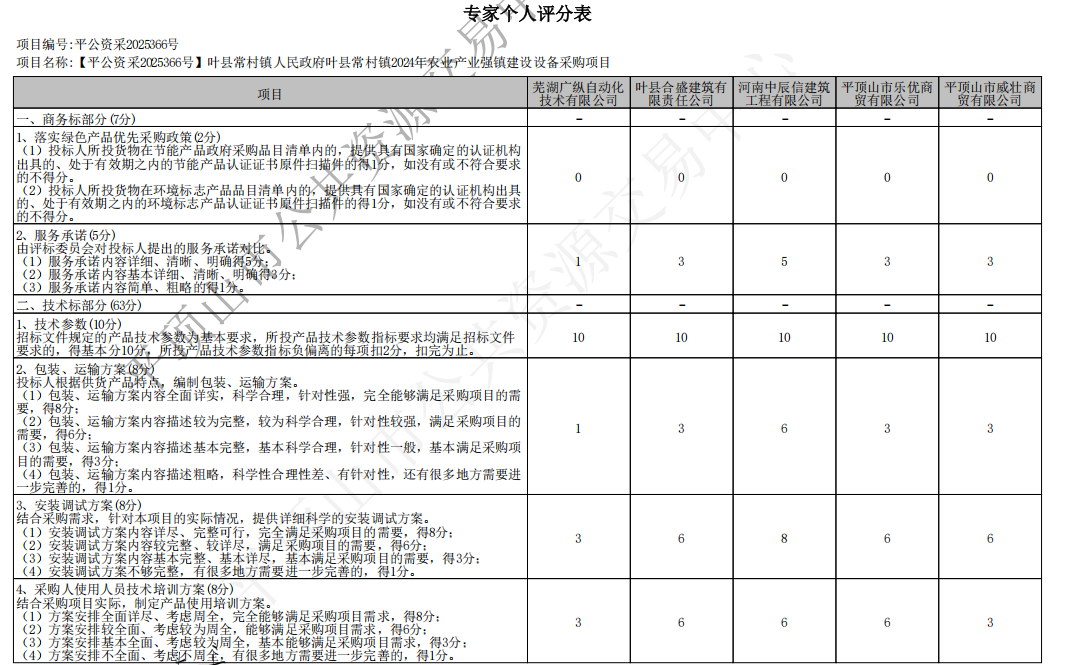 专家个人评分表
项目编号:平公资采2025366号
项目名称:【平公资采2025366号】叶县常村镇人民政府叶县常村镇2024年农业产业强镇建设设备采购项目
项目 芜湖广纵自动化技术有限公司 叶县合盛建筑有限责任公司 河南中辰信建筑工程有限公司 平顶山市乐优商贸有限公司 平顶山市威壮商贸有限公司
一、商务标部分(7分) – – – – –
1、落实绿色产品优先采购政策(2分)
（1）投标人所投货物在节能产品政府采购品目清单内的，提供具有国家确定的认证机构
出具的、处于有效期之内的节能产品认证证书原件扫描件的得1分，如没有或不符合要求
的不得分。
（2）投标人所投货物在环境标志产品品目清单内的，提供具有国家确定的认证机构出具
的、处于有效期之内的环境标志产品认证证书原件扫描件的得1分，如没有或不符合要求
的不得分。
0 0 0 0 0
2、服务承诺(5分)
由评标委员会对投标人提出的服务承诺对比。
（1）服务承诺内容详细、清晰、明确得5分；
（2）服务承诺内容基本详细、清晰、明确得3分；
（3）服务承诺内容简单、粗略的得1分。
1 3 5 3 3
二、技术标部分(63分) – – – – –
1、技术参数(10分)
招标文件规定的产品技术参数为基本要求，所投产品技术参数指标要求均满足招标文件
要求的，得基本分10分，所投产品技术参数指标负偏离的每项扣2分，扣完为止。
10 10 10 10 10
2、包装、运输方案(8分)
投标人根据供货产品特点，编制包装、运输方案。
（1）包装、运输方案内容全面详实，科学合理，针对性强，完全能够满足采购项目的需
要，得8分；
（2）包装、运输方案内容描述较为完整，较为科学合理，针对性较强，满足采购项目的
需要，得6分；
（3）包装、运输方案内容描述基本完整，基本科学合理，针对性一般，基本满足采购项
目的需要，得3分；
（4）包装、运输方案内容描述粗略，科学性合理性差、有针对性，还有很多地方需要进
一步完善的，得1分。
1 3 6 3 3
3、安装调试方案(8分)
结合采购需求，针对本项目的实际情况，提供详细科学的安装调试方案。
（1）安装调试方案内容详尽、完整可行，完全满足采购项目的需要，得8分；
（2）安装调试方案内容较完整、较详尽，满足采购项目的需要，得6分；
（3）安装调试方案内容基本完整、基本详尽，基本满足采购项目的需要，得3分；
（4）安装调试方案不够完整，有很多地方需要进一步完善的，得1分。
3 6 8 6 6
4、采购人使用人员技术培训方案(8分)
结合采购项目实际，制定产品使用培训方案。
（1）方案安排全面详尽、考虑周全，完全能够满足采购项目需求，得8分；
（2）方案安排较全面、考虑较为周全，能够满足采购项目需求，得6分；
（3）方案安排基本全面、考虑较为周全，基本能够满足采购项目需求，得3分；
（4）方案安排不全面、考虑不周全，有很多地方需要进一步完善的，得1分。
3 6 6 6 3
平顶山市公共资源交易中心
平顶山市公共资源交易中